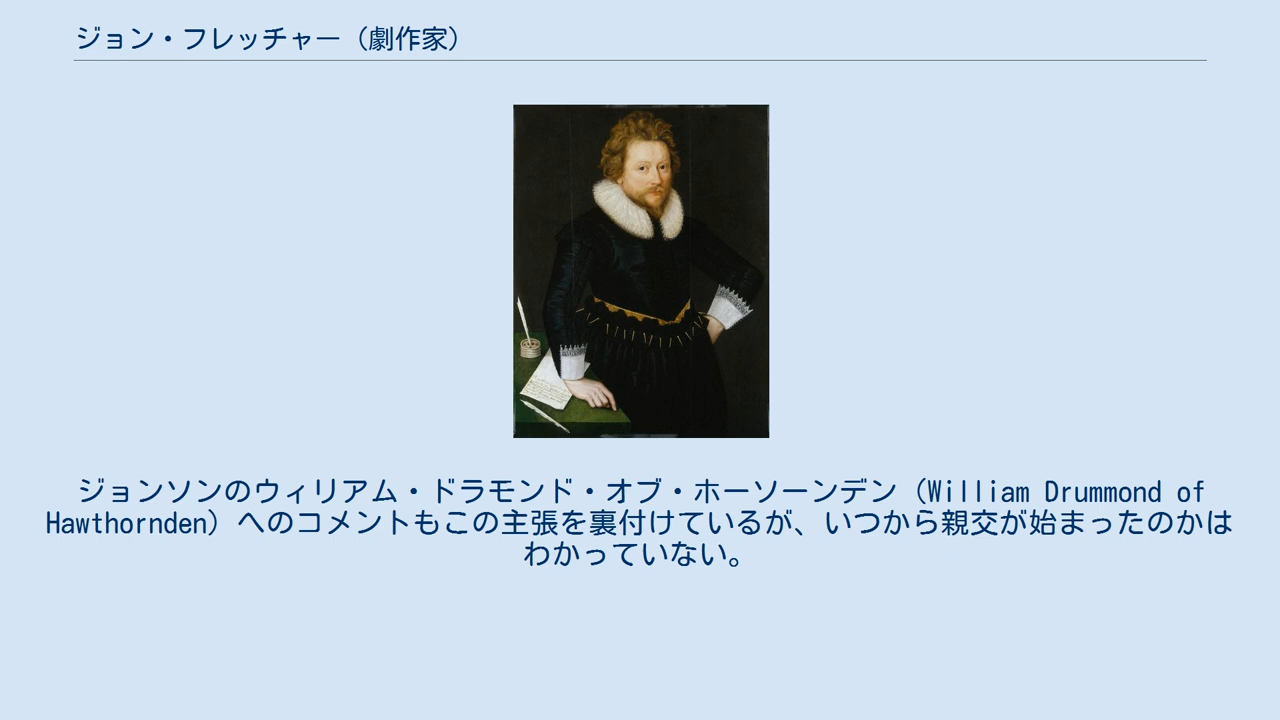 ジョン・フレッチャー（劇作家）
ジョンソンのウィリアム・ドラモンド・オブ・ホーソーンデン（William Drummond of
Hawthornden）へのコメントもこの主張を裏付けているが、いつから親交が始まったのかは
わかっていない。